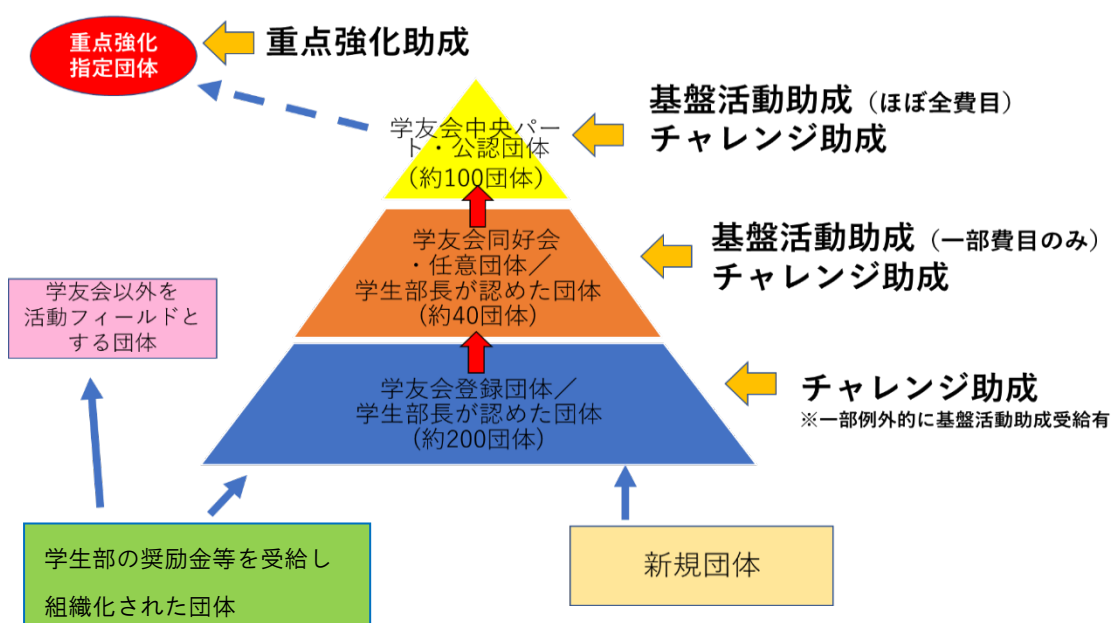 重点強化
指定団体
重点強化助成
学友会中央パー
ト・公認団体
(約100団体)
基盤活動助成（ほぼ全費目）
チャレンジ助成
学友会同好会
・任意団体／
学生部長が認めた団体
(約40団体)
基盤活動助成（一部費目のみ）
チャレンジ助成
学友会以外を
活動フィールドと
する団体
学友会登録団体／
学生部長が認めた団体
(約200団体)
チャレンジ助成
※一部例外的に基盤活動助成受給有
学生部の奨励金等を受給し
組織化された団体
新規団体